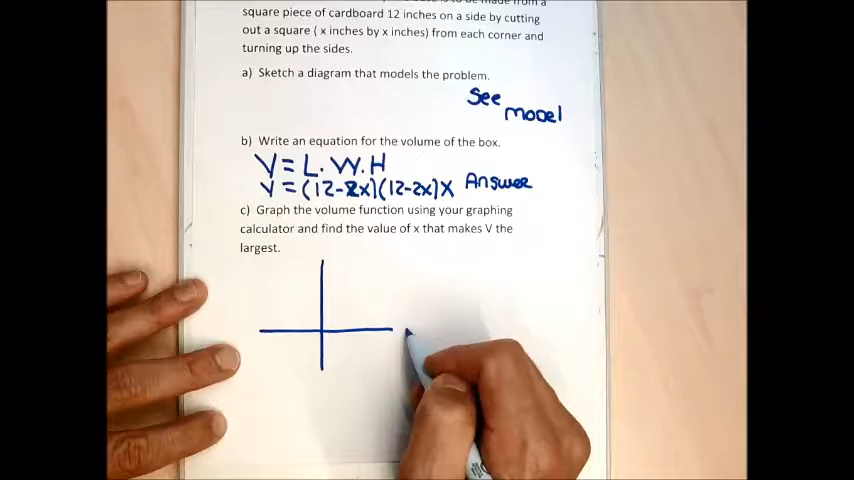 square piece of cardboard 12 inches on a side by cutting
out a square ( x inches by x inches) from each corner and
turning up the sides.
a) Sketch a diagram that models the problem.
See
model
b) Write an equation for the volume of the box.
V = L. W. H
V = (12-2x)(12-2x)X Answer
c) Graph the volume function using your graphing
calculator and find the value of x that makes V the
largest.